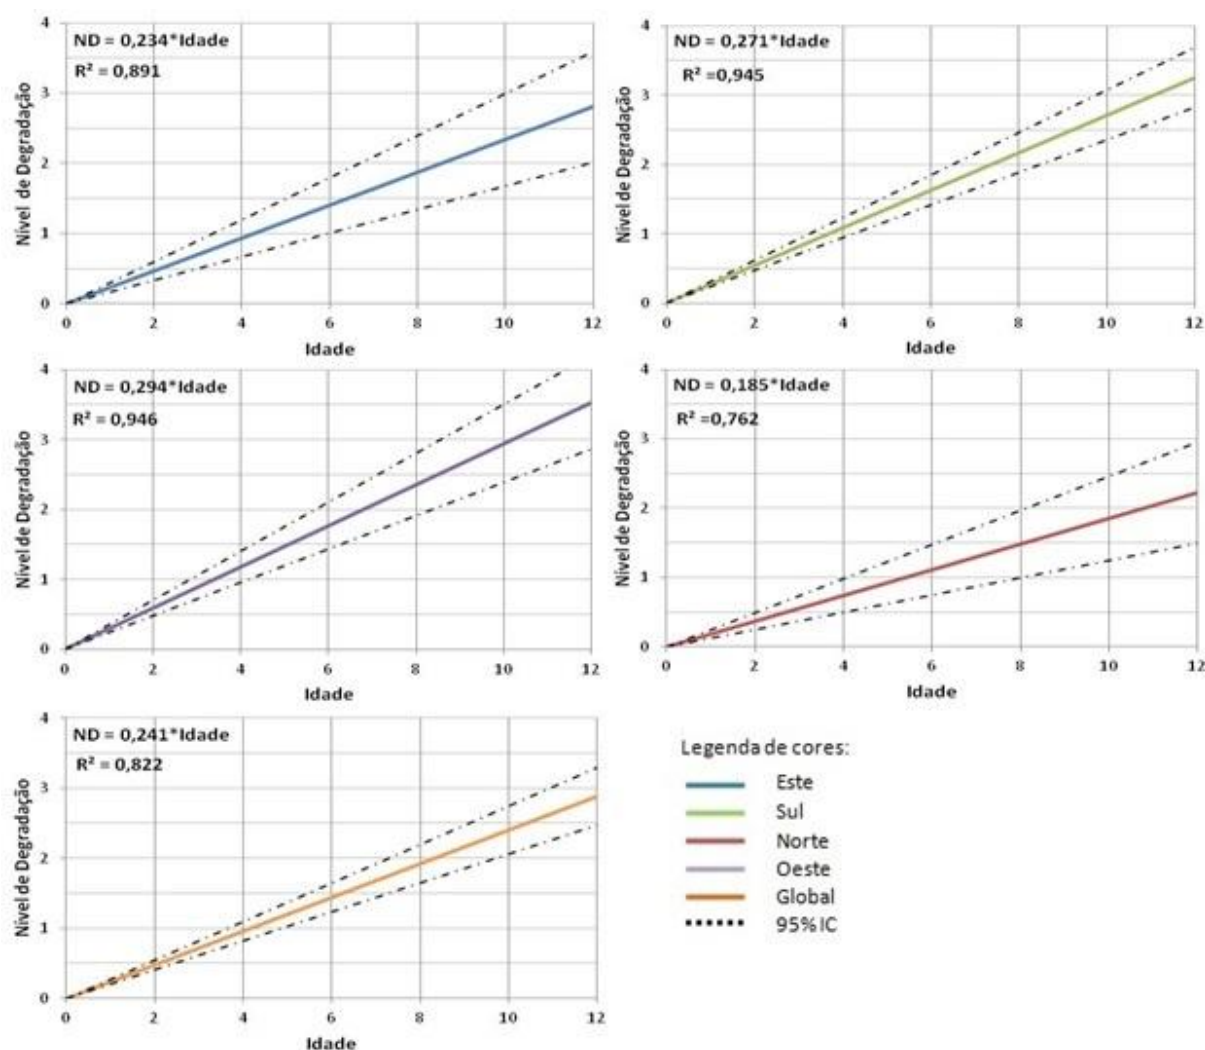 ND = 0,234*Idade
R² = 0,891
Nível de Degradação
4
3
2
1
0
0 2 4 6 8 10 12
Idade
ND = 0,271*Idade
R² =0,945
Nível de Degradação
4
3
2
1
0
0 2 4 6 8 10 12
Idade
ND = 0,294*Idade
R² = 0,946
Nível de Degradação
4
3
2
1
0
0 2 4 6 8 10 12
Idade
ND = 0,185*Idade
R² =0,762
Nível de Degradação
4
3
2
1
0
0 2 4 6 8 10 12
Idade
ND = 0,241*Idade
R² = 0,822
Nível de Degradação
4
3
2
1
0
0 2 4 6 8 10 12
Idade
Legenda de cores:
Este
Sul
Norte
Oeste
Global
95% IC